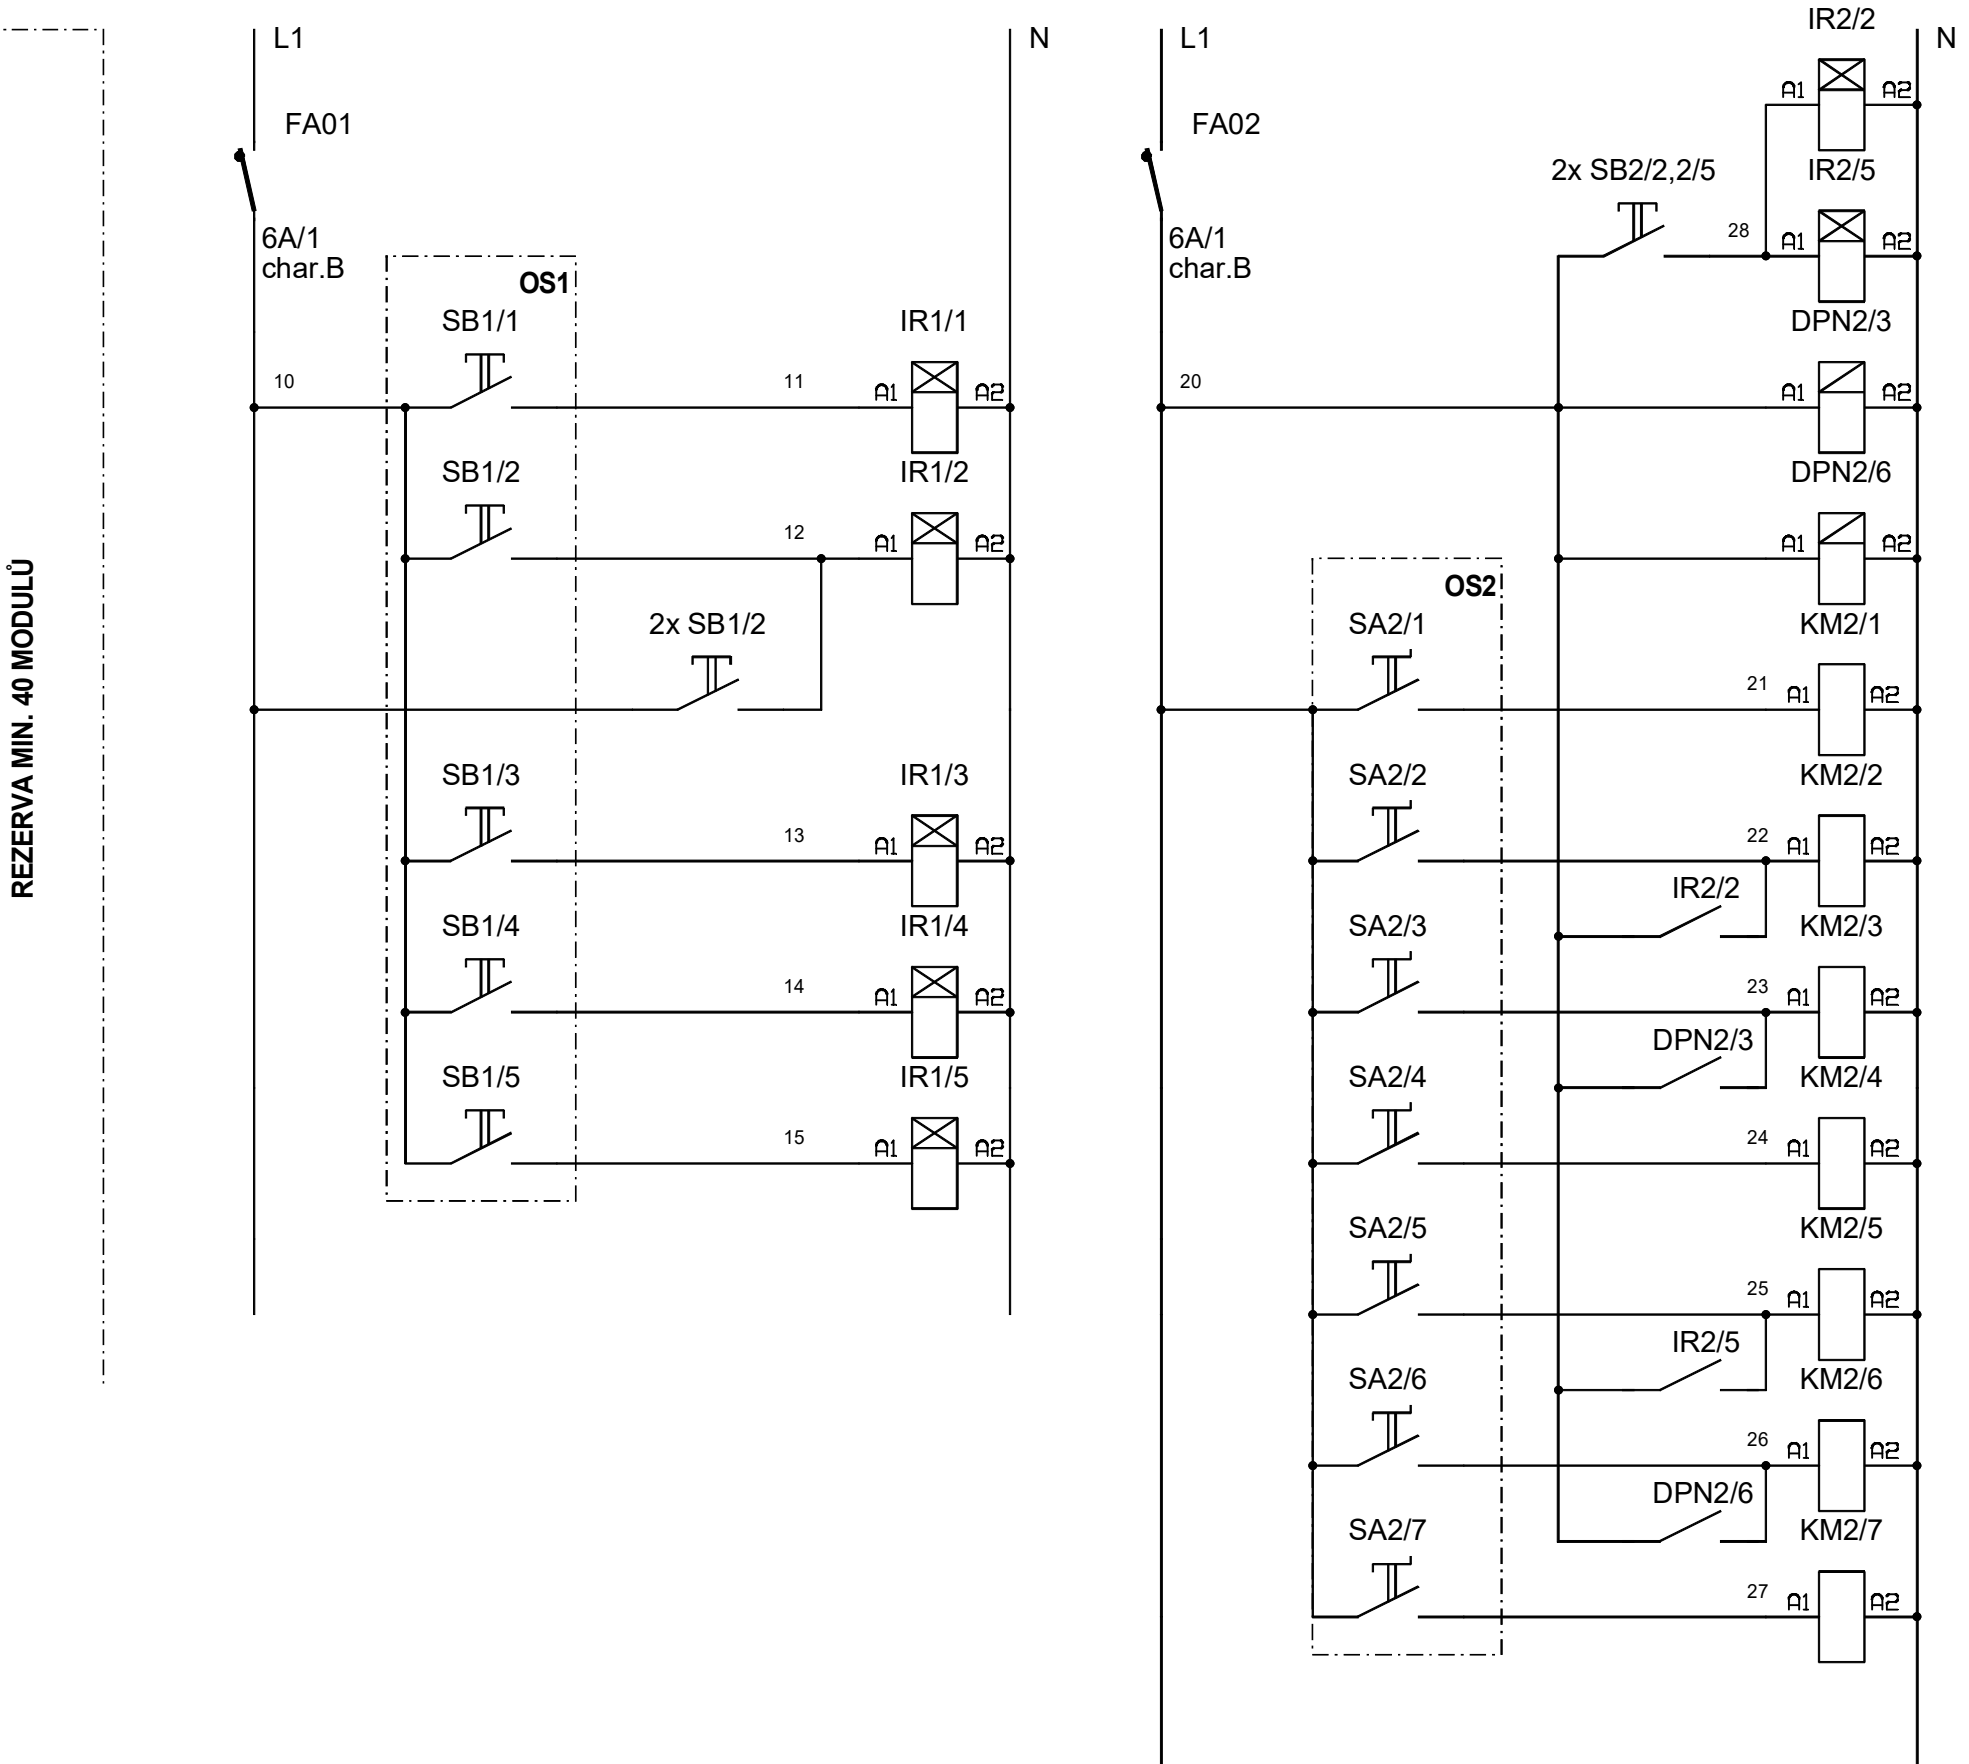 REZERVA MIN. 40 MODULŮ
L1
N
FA01
6A/1
char.B
OS1
SB1/1
IR1/1
10
11
A1
A2
SB1/2
IR1/2
12
A1
A2
2x SB1/2
SB1/3
IR1/3
13
A1
A2
SB1/4
IR1/4
14
A1
A2
SB1/5
IR1/5
15
A1
A2
L1
N
FA02
6A/1
char.B
IR2/2
A1
A2
2x SB2/2,2/5
IR2/5
28
A1
A2
DPN2/3
20
A1
A2
DPN2/6
A1
A2
OS2
SA2/1
KM2/1
21
A1
A2
SA2/2
KM2/2
22
A1
A2
IR2/2
SA2/3
KM2/3
23
A1
A2
DPN2/3
SA2/4
KM2/4
24
A1
A2
SA2/5
KM2/5
25
A1
A2
IR2/5
SA2/6
KM2/6
26
A1
A2
DPN2/6
SA2/7
KM2/7
27
A1
A2